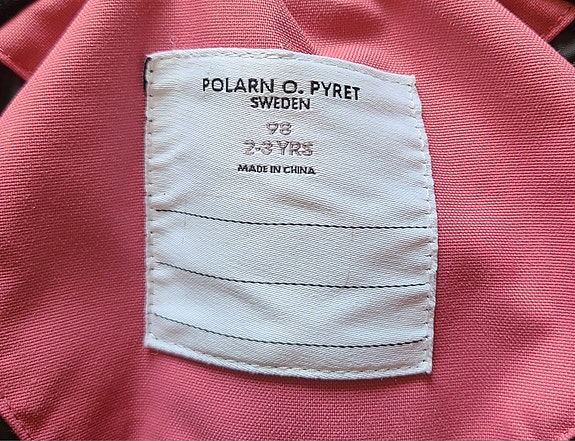 POLARN O. PYRET
SWEDEN
98
2-3 YRS
MADE IN CHINA